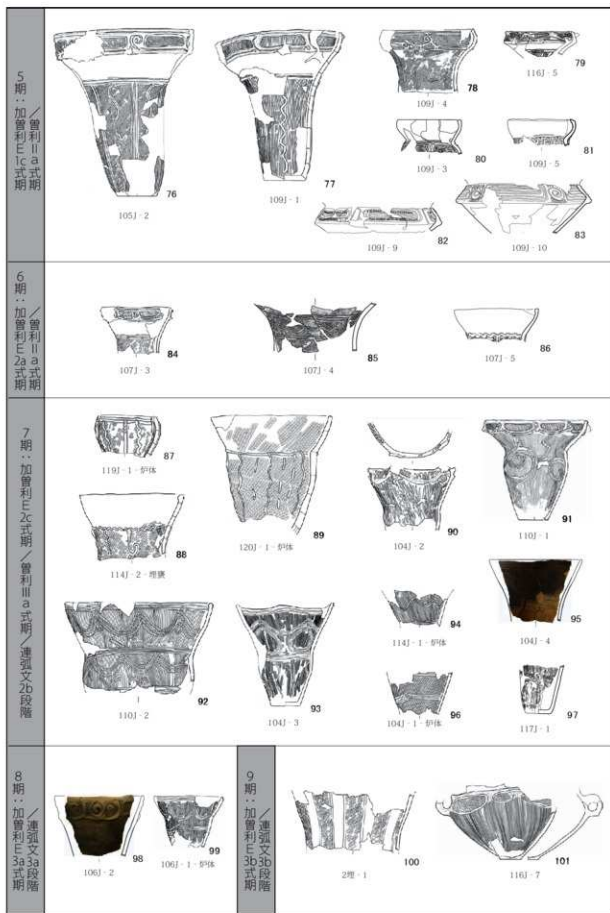 5期：加曽利E1c式期
／曽利Ⅱa式期
76
105J - 2
77
109J - 1
78
109J - 4
79
116J - 5
80
109J - 3
81
109J - 5
82
109J - 9
83
109J - 10
6期：加曽利E2a式期
／曽利Ⅱa式期
84
107J - 3
85
107J - 4
86
107J - 5
7期：加曽利E2c式期／曽利Ⅲa式期／連弧文2b段階
87
119J - 1 - 炉体
88
114J - 2 - 埋甕
89
120J - 1 - 炉体
90
104J - 2
91
110J - 1
92
110J - 2
93
104J - 3
94
114J - 1 - 炉体
95
104J - 4
96
104J - 1 - 炉体
97
117J - 1
8期：加曽利E3a式期
／連弧文3a段階
98
106J - 2
99
106J - 1 - 炉体
9期：加曽利E3b式期
／連弧文3b段階
100
2埋 - 1
101
116J - 7